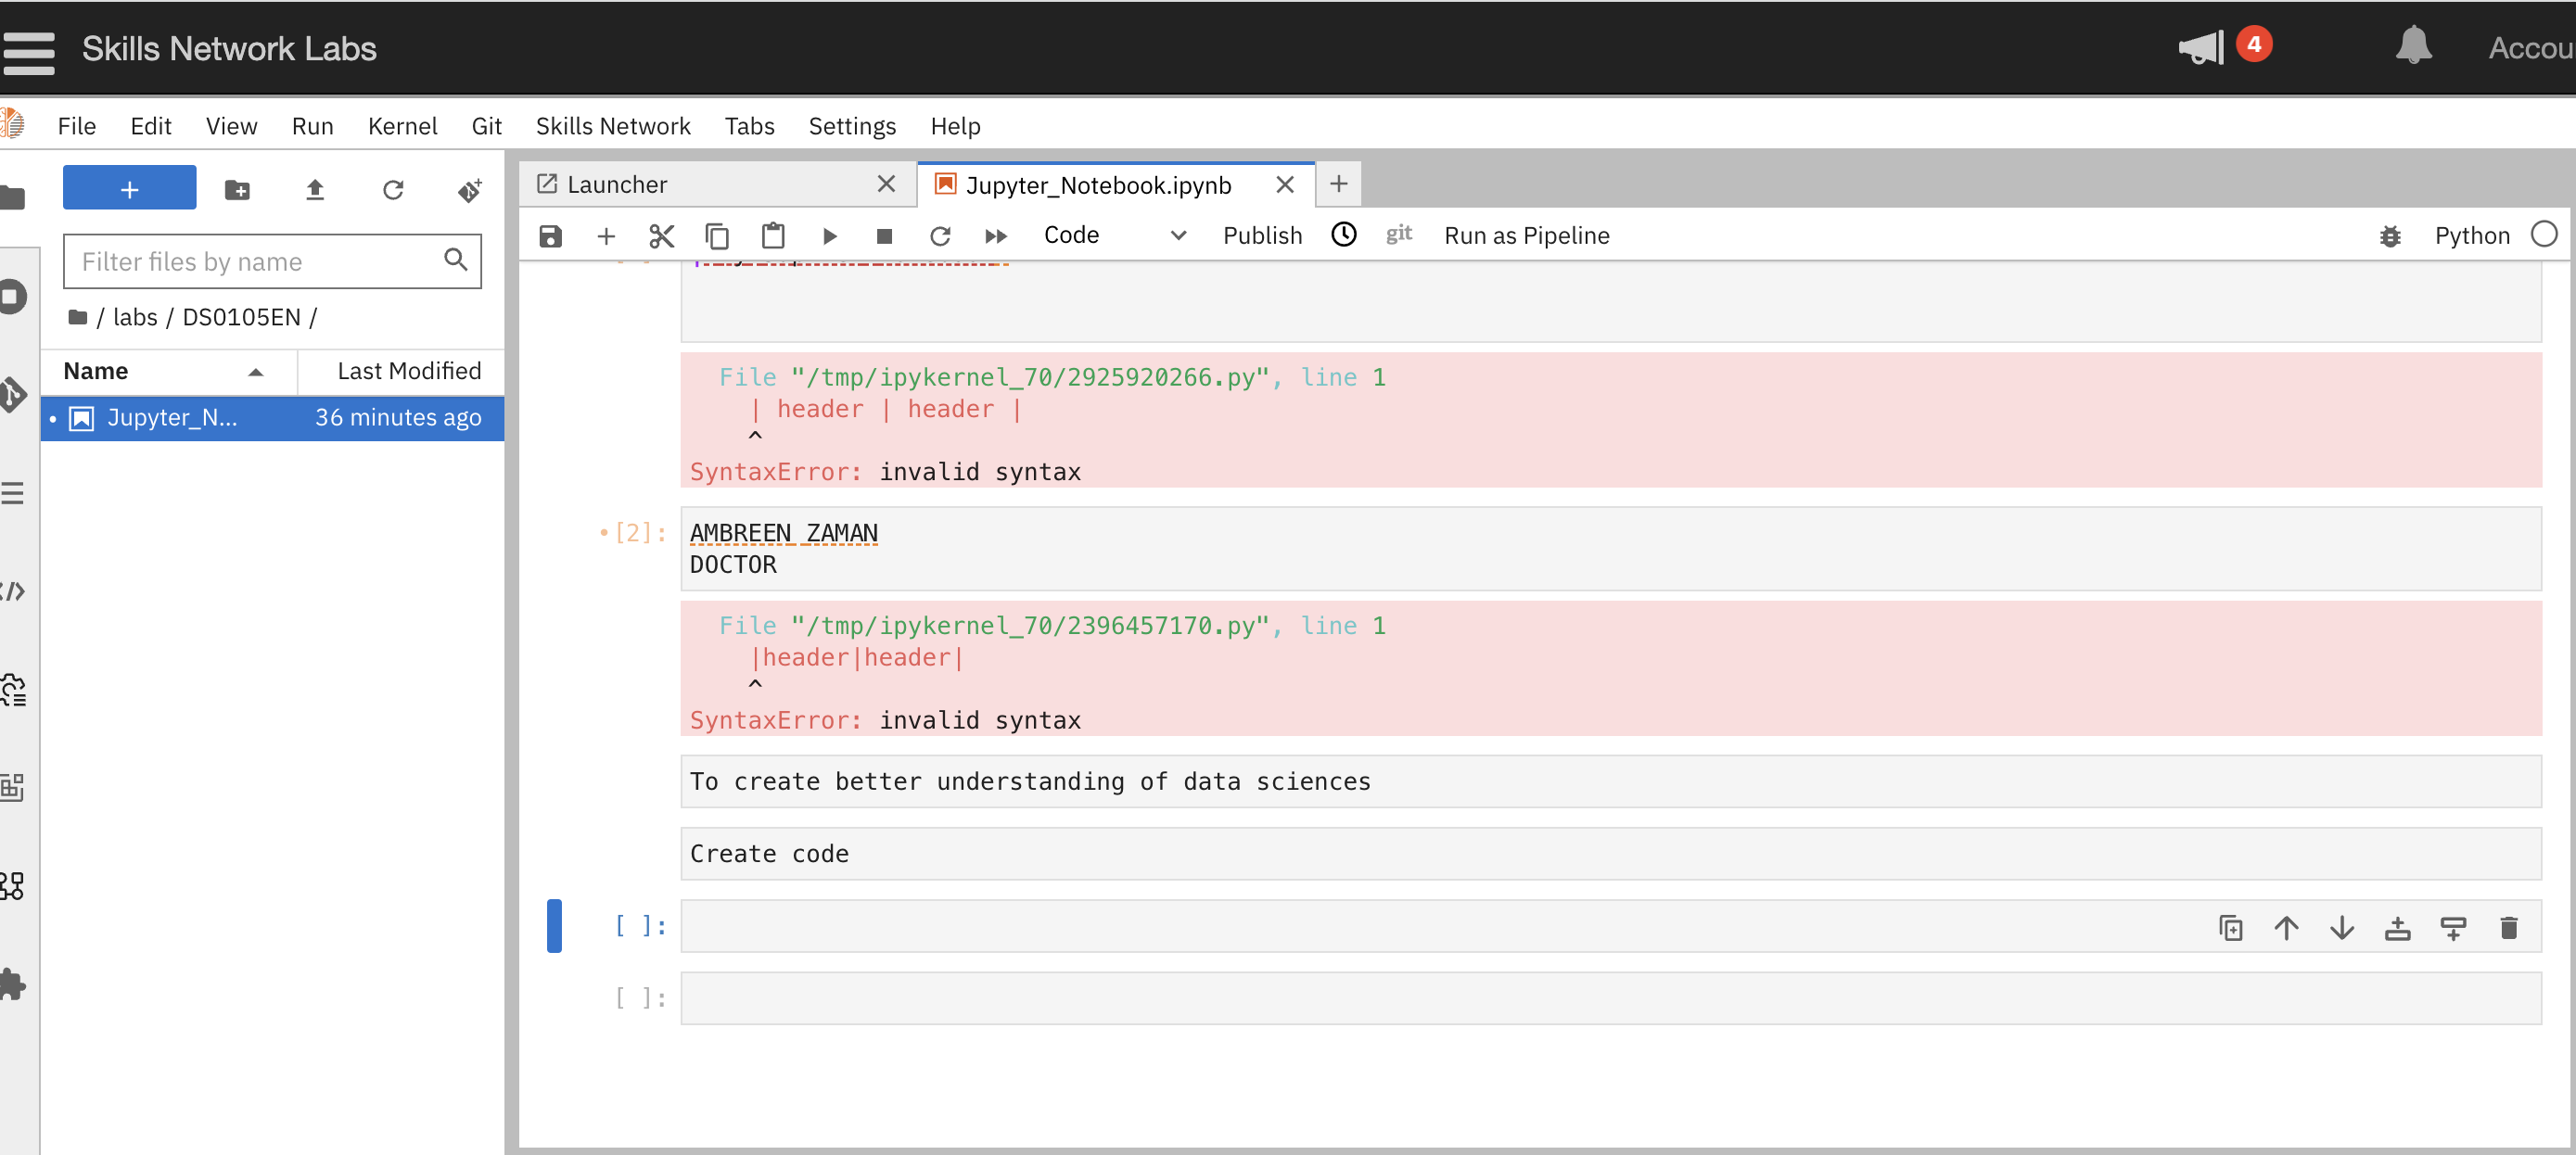 Skills Network Labs
4
Accou
File Edit View Run Kernel Git Skills Network Tabs Settings Help
+
Launcher
Jupyter_Notebook.ipynb
Code
Publish
git
Run as Pipeline
Python
Filter files by name
/ labs / DS0105EN /
Name
Last Modified
Jupyter_N...
36 minutes ago
File "/tmp/ipykernel_70/2925920266.py", line 1
| header | header |
^
SyntaxError: invalid syntax
[2]:
AMBREEN ZAMAN
DOCTOR
File "/tmp/ipykernel_70/2396457170.py", line 1
|header|header|
^
SyntaxError: invalid syntax
To create better understanding of data sciences
Create code
[ ]:
[ ]: